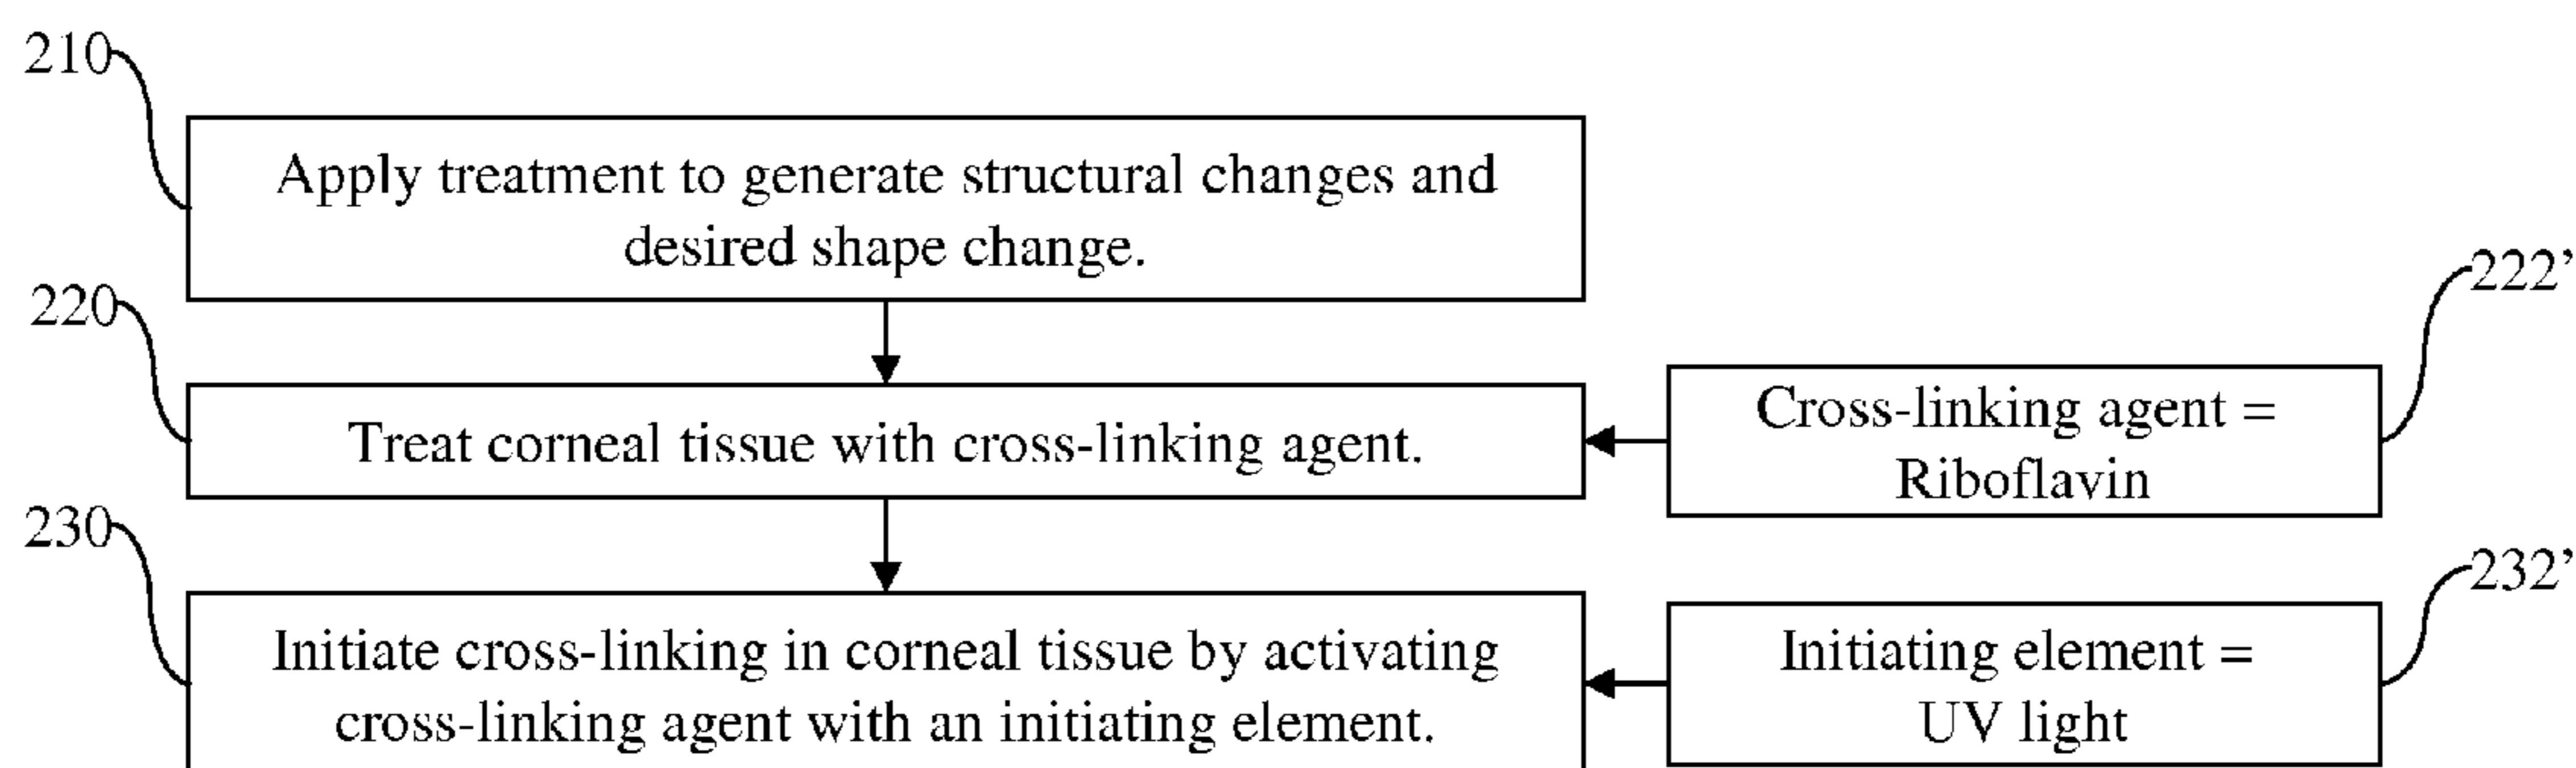 210
Apply treatment to generate structural changes and
desired shape change.
220
Treat corneal tissue with cross-linking agent.
222’
Cross-linking agent =
Riboflavin
230
Initiate cross-linking in corneal tissue by activating
cross-linking agent with an initiating element.
232’
Initiating element =
UV light